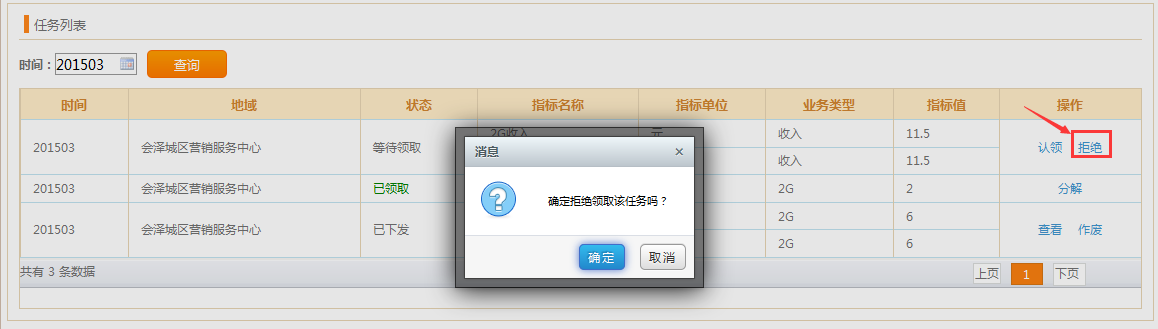 任务列表
时间：201503 查询
时间 地域 状态 指标名称 指标单位 业务类型 指标值 操作
201503 会泽城区营销服务中心 等待领取 2G收入 元 收入 11.5 认领 拒绝
收入 11.5
201503 会泽城区营销服务中心 已领取 2G 2 分解
201503 会泽城区营销服务中心 已下发 2G 6 查看 作废
2G 6
消息 ×
确定拒绝领取该任务吗？
确定 取消
共有 3 条数据 上页 1 下页